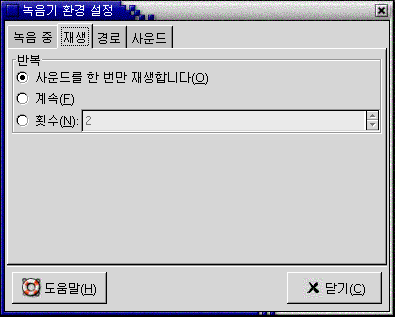 녹음기 환경 설정
녹음 중 재생 경로 사운드
반복
사운드를 한 번만 재생합니다(O)
계속(F)
횟수(N): 2
도움말(H) 닫기(C)